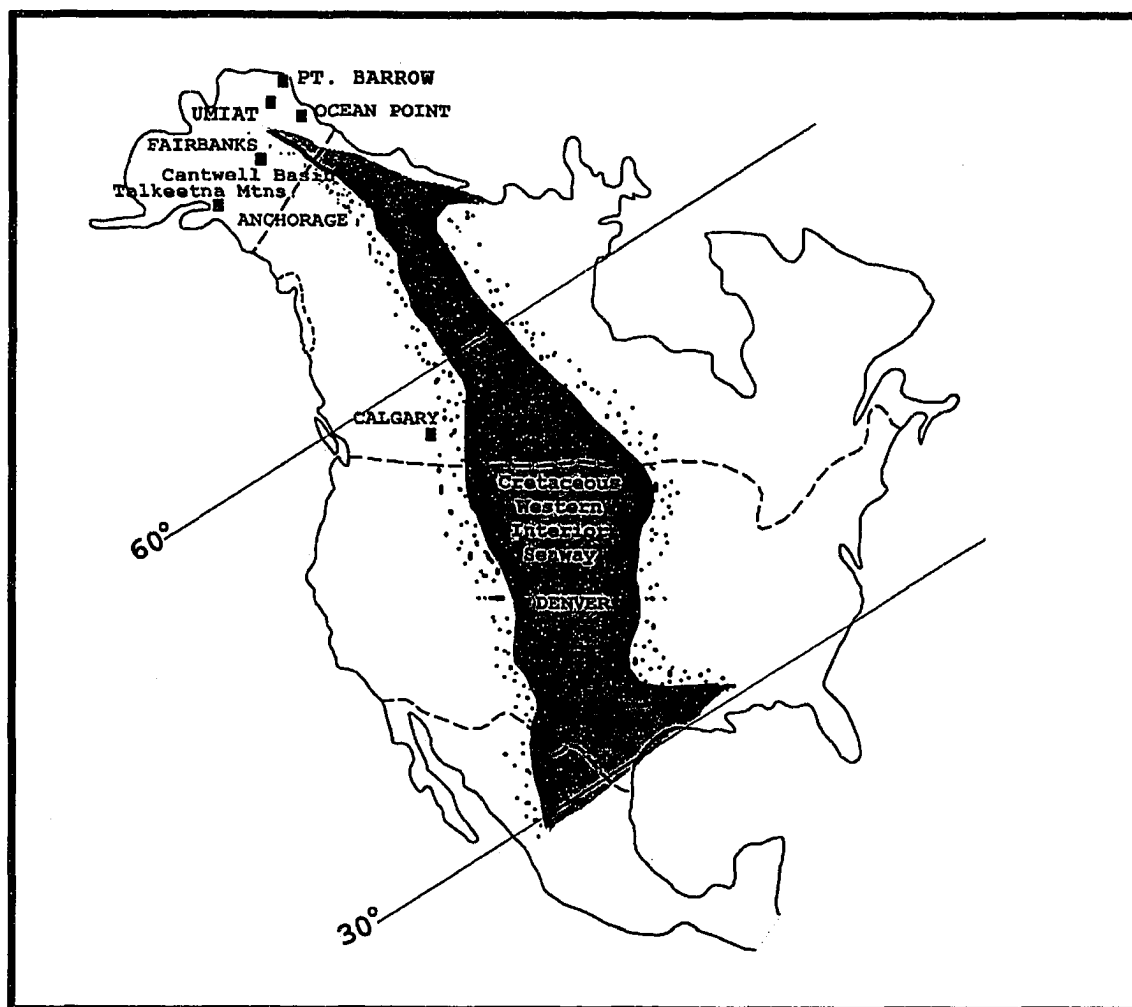 PT. BARROW
UMIAT
OCEAN POINT
FAIRBANKS
Cantwell Basin
Talkeetna Mtns.
ANCHORAGE
CALGARY
Cretaceous
Western
Interior
Seaway
60°
DENVER
30°